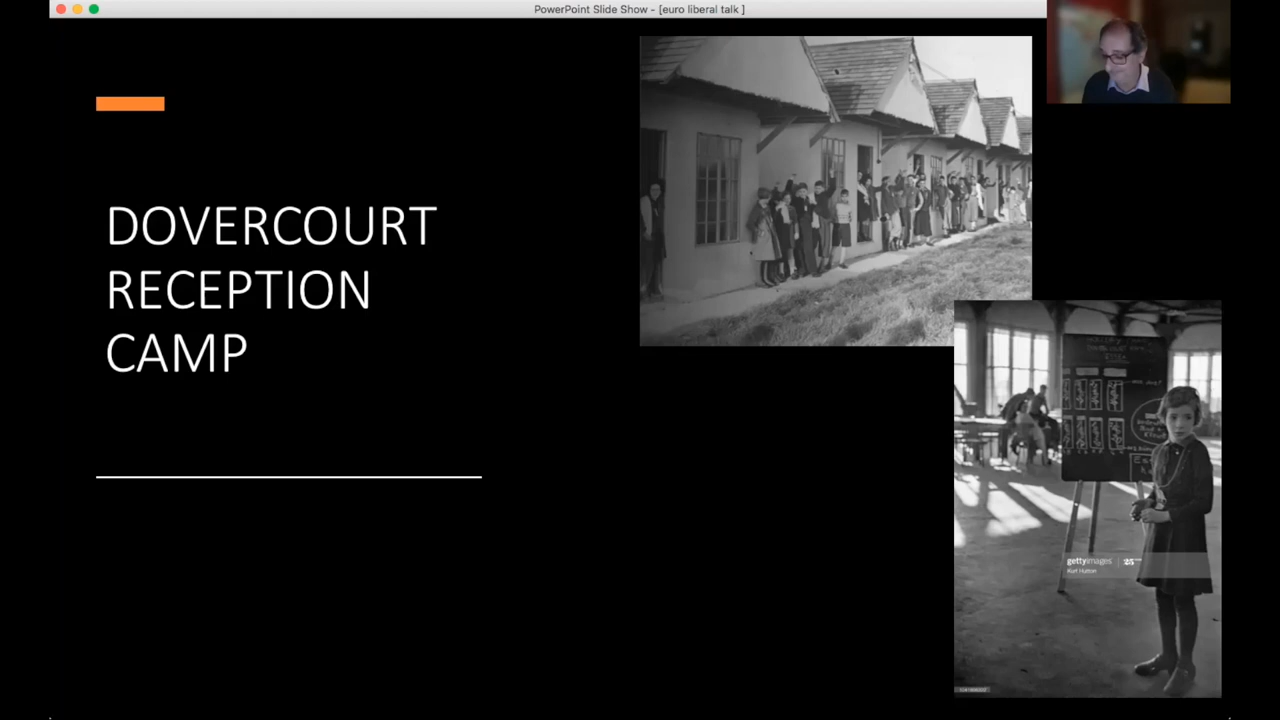 PowerPoint Slide Show - [euro liberal talk ]
DOVERCOURT
RECEPTION
CAMP
gettyimages
Kurt Hutton